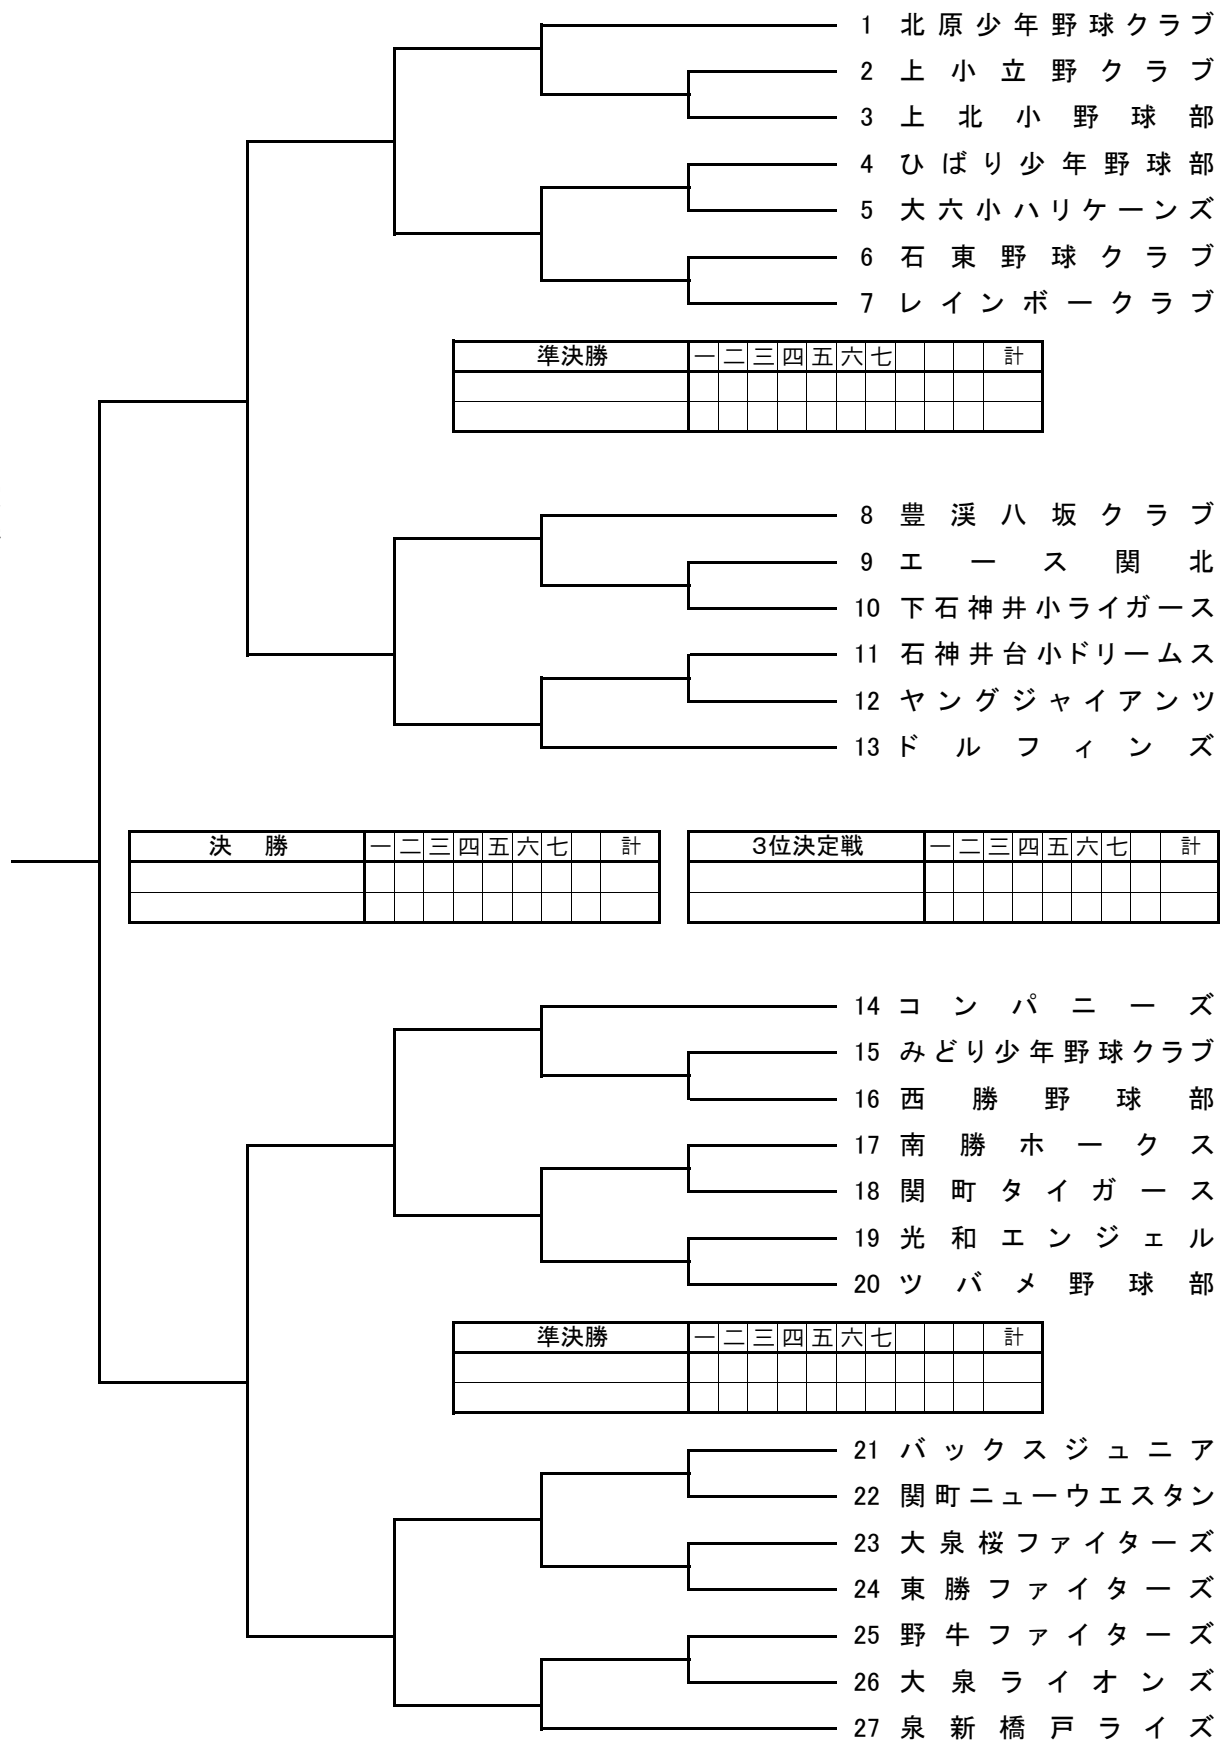 1 北原少年野球クラブ
2 上小立野クラブ
3 上北小野球部
4 ひばり少年野球部
5 大六小ハリケーンズ
6 石東野球クラブ
7 レインボークラブ
準決勝 一 二 三 四 五 六 七 計
8 豊渓八坂クラブ
9 エース関北
10 下石神井小ライガース
11 石神井台小ドリームス
12 ヤングジャイアンツ
13 ドルフィンズ
決 勝 一 二 三 四 五 六 七 計
3位決定戦 一 二 三 四 五 六 七 計
14 コンパニーズ
15 みどり少年野球クラブ
16 西勝野球部
17 南勝ホークス
18 関町タイガース
19 光和エンジェル
20 ツバメ野球部
準決勝 一 二 三 四 五 六 七 計
21 バックスジュニア
22 関町ニューウエスタン
23 大泉桜ファイターズ
24 東勝ファイターズ
25 野牛ファイターズ
26 大泉ライオンズ
27 泉新橋戸ライズ